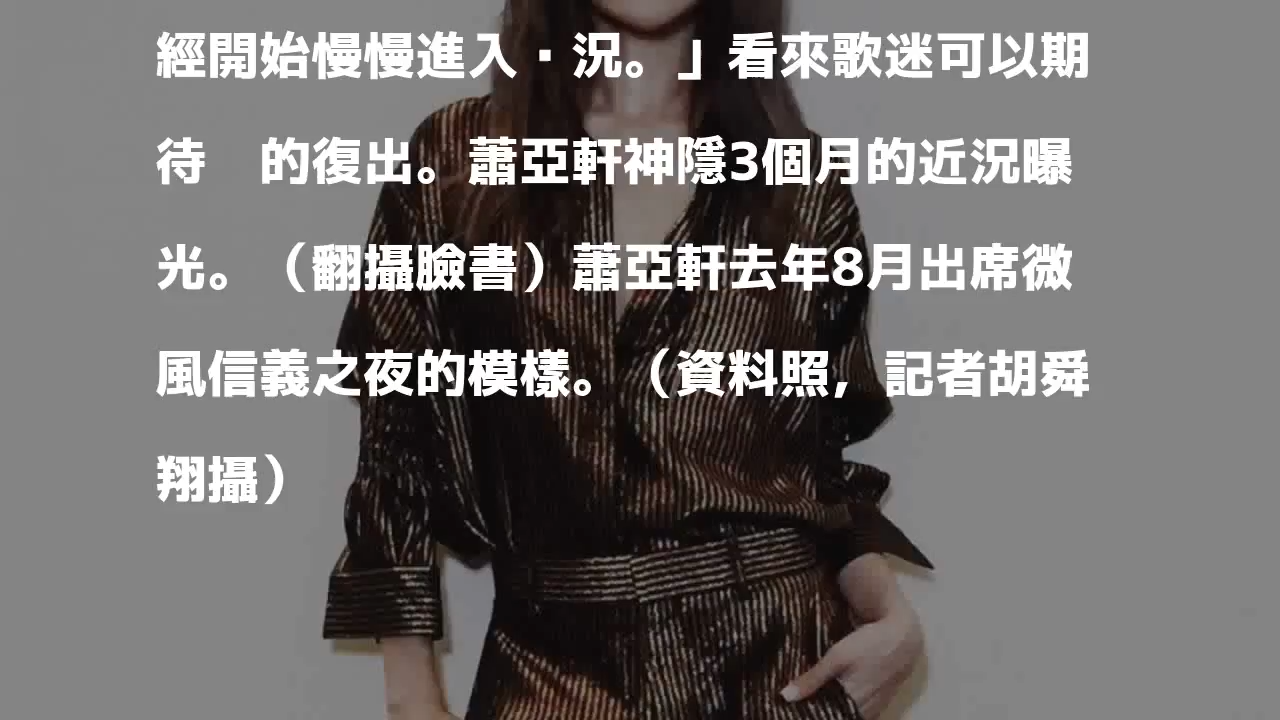 經開始慢慢進入▪況。」看來歌迷可以期
待　的復出。蕭亞軒神隱3個月的近況曝
光。（翻攝臉書）蕭亞軒去年8月出席微
風信義之夜的模樣。（資料照，記者胡舜
翔攝）